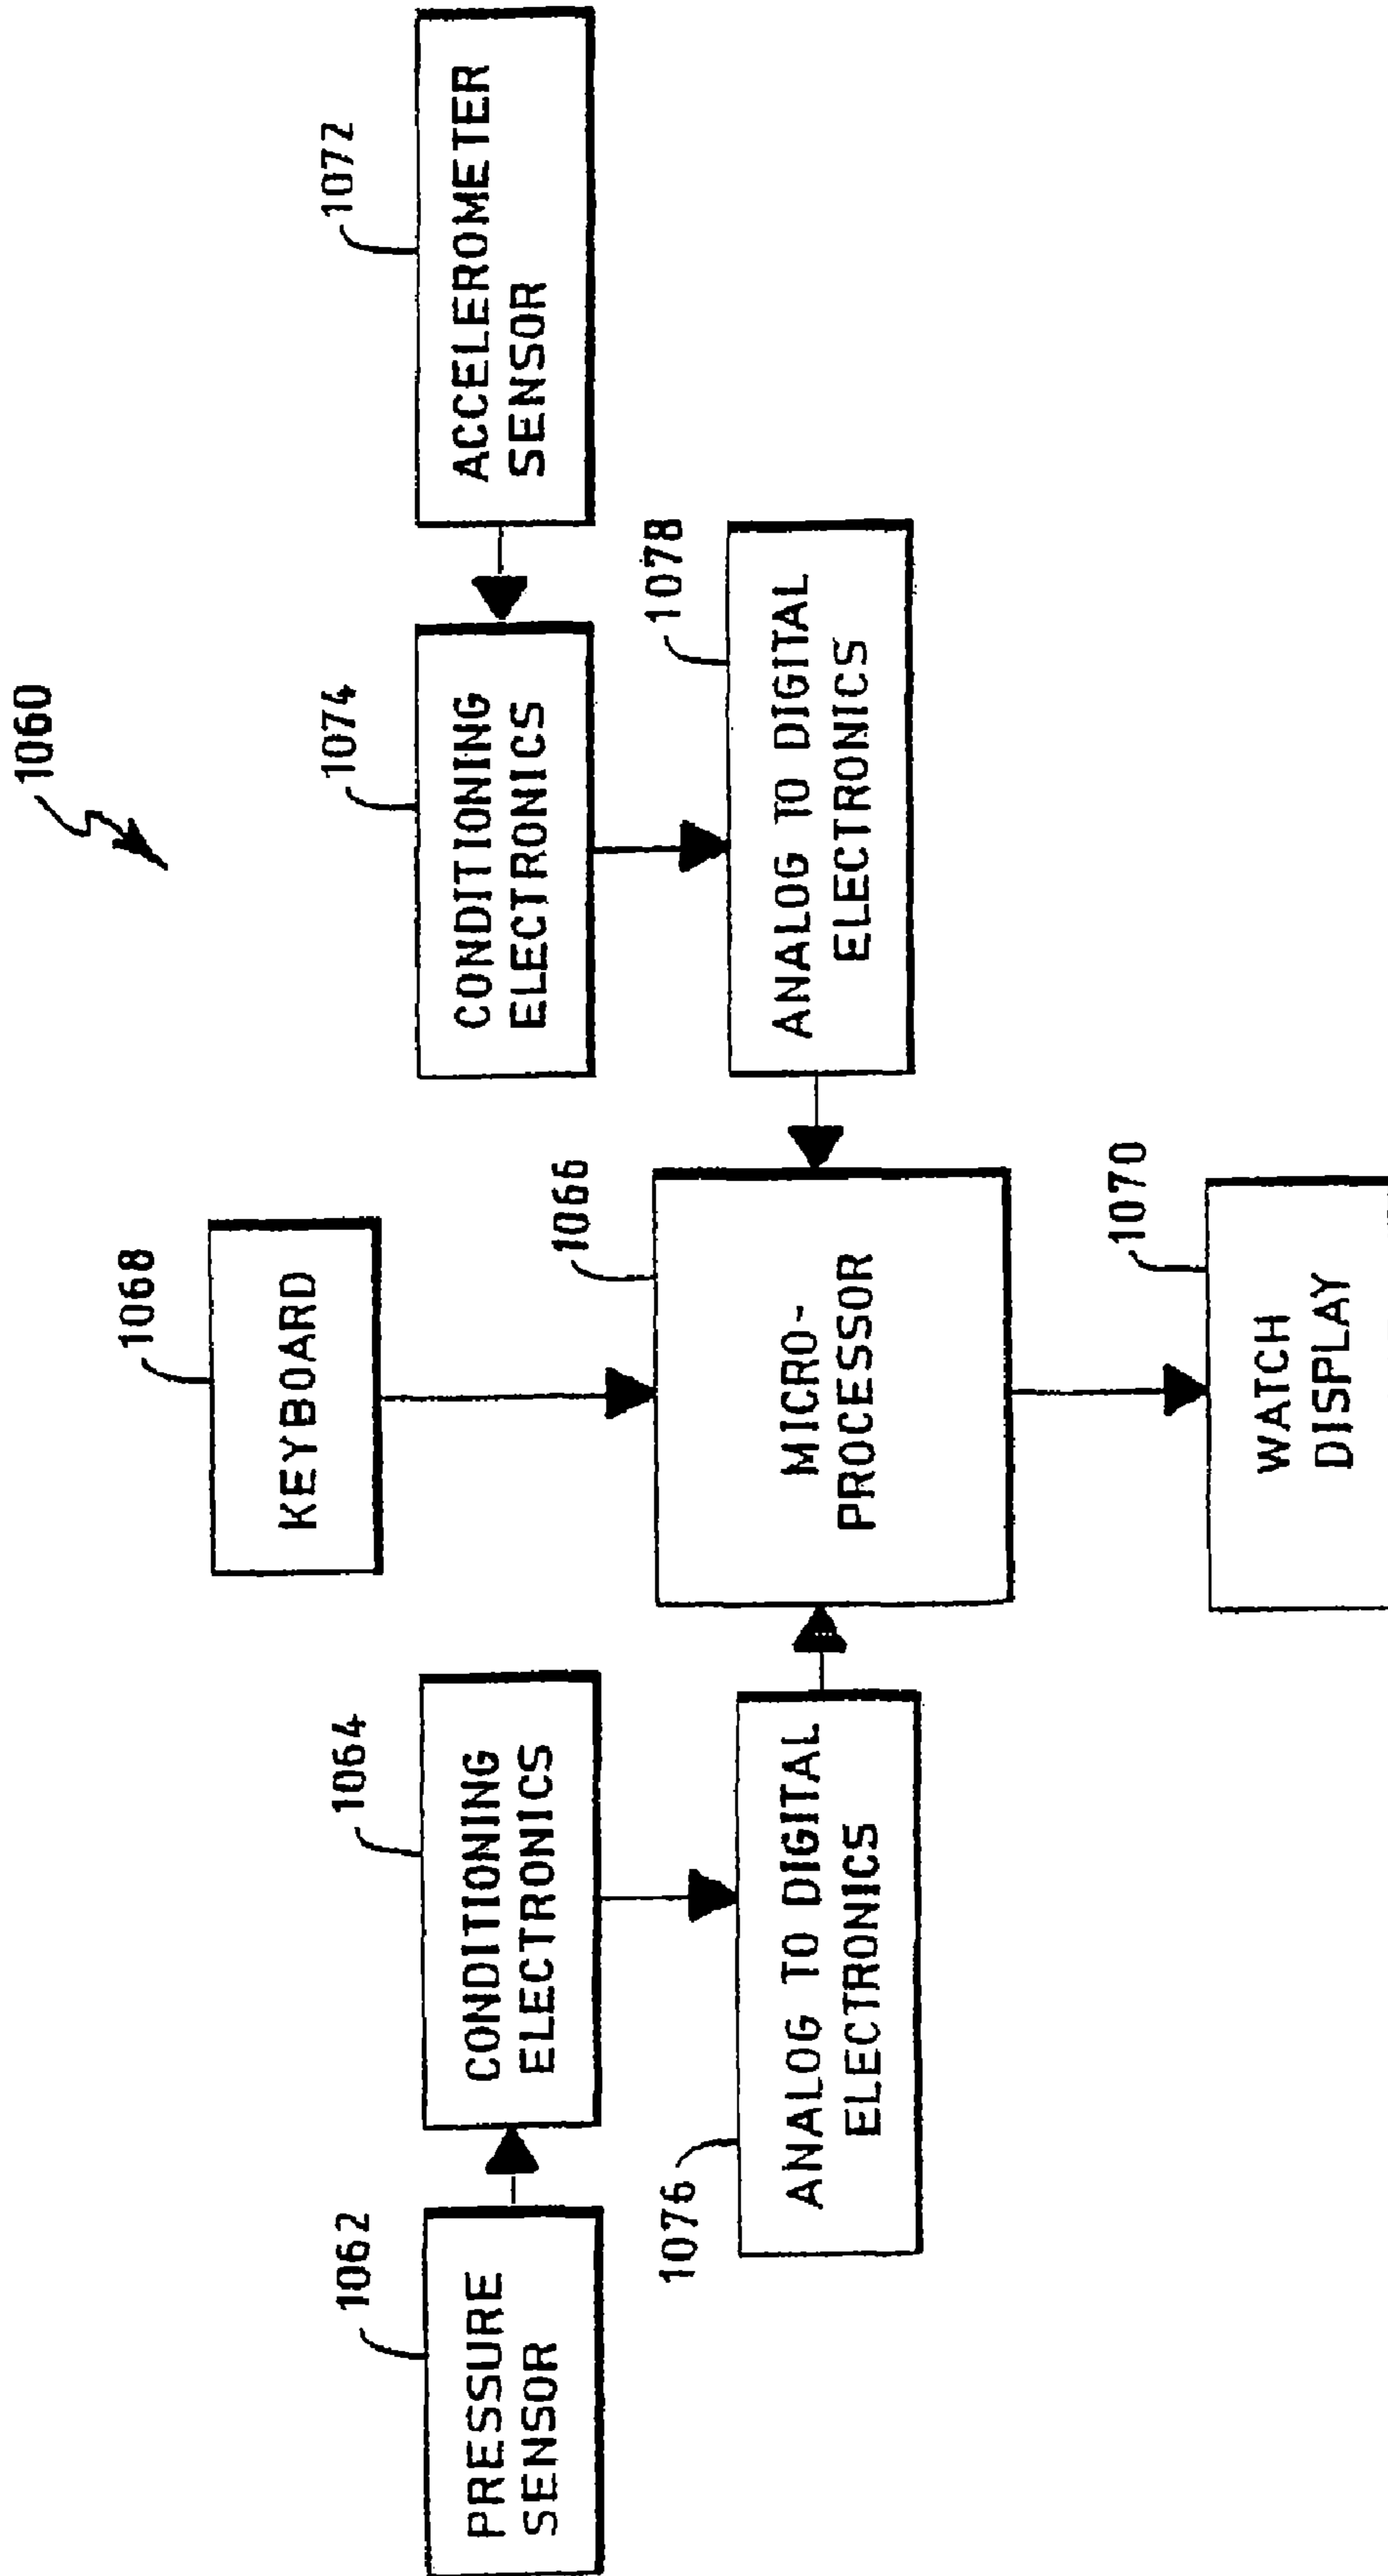 1060
1068
KEYBOARD
1062
PRESSURE
SENSOR
1064
CONDITIONING
ELECTRONICS
1074
CONDITIONING
ELECTRONICS
1072
ACCELEROMETER
SENSOR
1076
ANALOG TO DIGITAL
ELECTRONICS
1066
MICRO-
PROCESSOR
1078
ANALOG TO DIGITAL
ELECTRONICS
1070
WATCH
DISPLAY